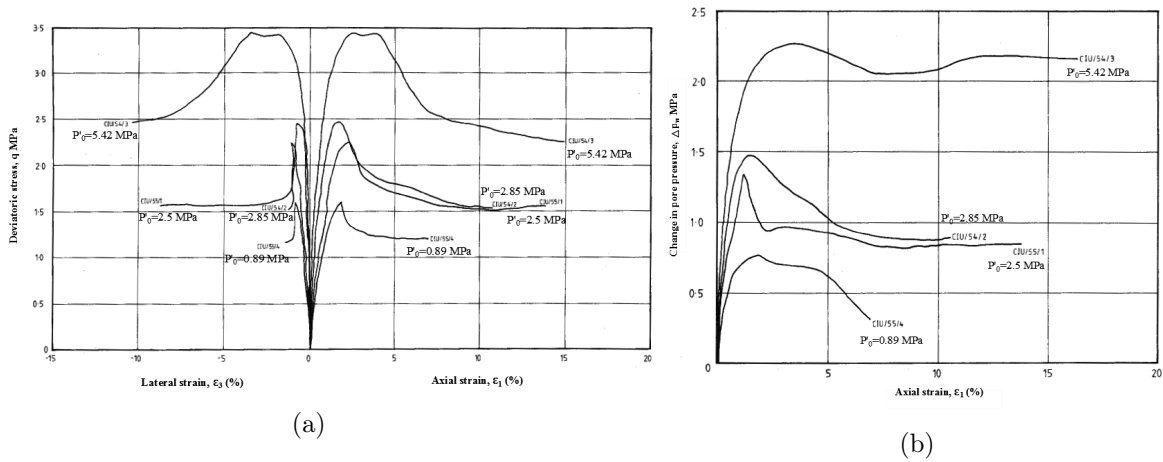 3·5
3·0
2·5
2·0
1·5
1·0
0·5
0
Deviatoric stress, q MPa
CIU/54/3
P'0=5.42 MPa
CIU/55/1
P'0=2.5 MPa
CIU/54/2
P'0=2.85 MPa
CIU/55/4
P'0=0.89 MPa
CIU/54/3
P'0=5.42 MPa
P'0=2.85 MPa
CIU/54/2
CIU/55/1
P'0=2.5 MPa
CIU/55/4
P'0=0.89 MPa
-15 -10 -5 0 5 10 15 20
Lateral strain, ε3 (%) Axial strain, ε1 (%)
(a)
2·5
2·0
1·5
1·0
0·5
0
Change in pore pressure, Δpw MPa
CIU/54/3
P'0=5.42 MPa
P'0=2.85 MPa
CIU/54/2
CIU/55/1
P'0=2.5 MPa
CIU/55/4
P'0=0.89 MPa
5 10 15 20
Axial strain, ε1 (%)
(b)